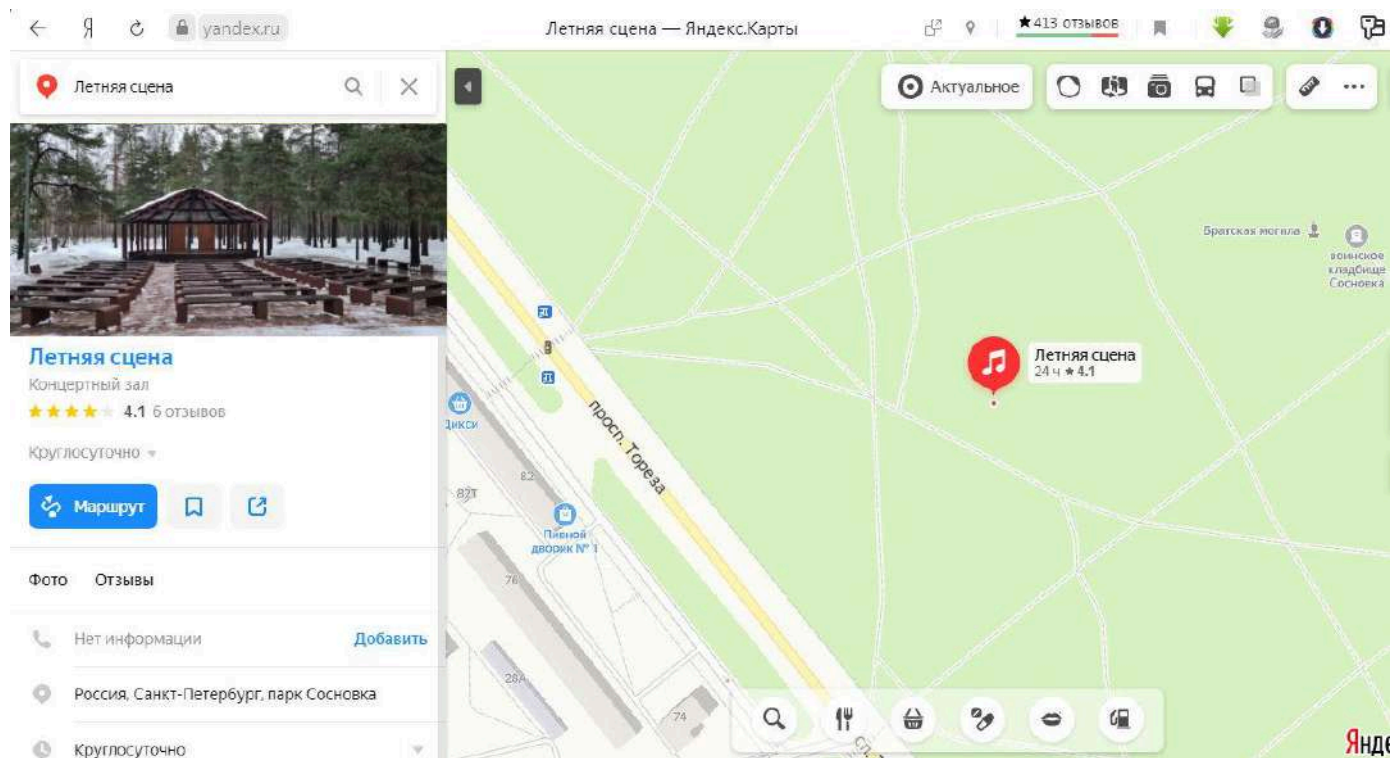 Я
yandex.ru
Летняя сцена — Яндекс.Карты
★413 отзывов
Летняя сцена
Летняя сцена
Концертный зал
4.1 6 отзывов
Круглосуточно
Маршрут
Фото Отзывы
Нет информации
Добавить
Россия, Санкт-Петербург, парк Сосновка
Круглосуточно
Актуальное
Братская могила
воинское
кладбище
Сосновка
Летняя сцена
24 ч ★ 4.1
просп. Тореза
Дикси
82
82Т
Пивной
дворик № 1
76
28А
74
сп.
Янде